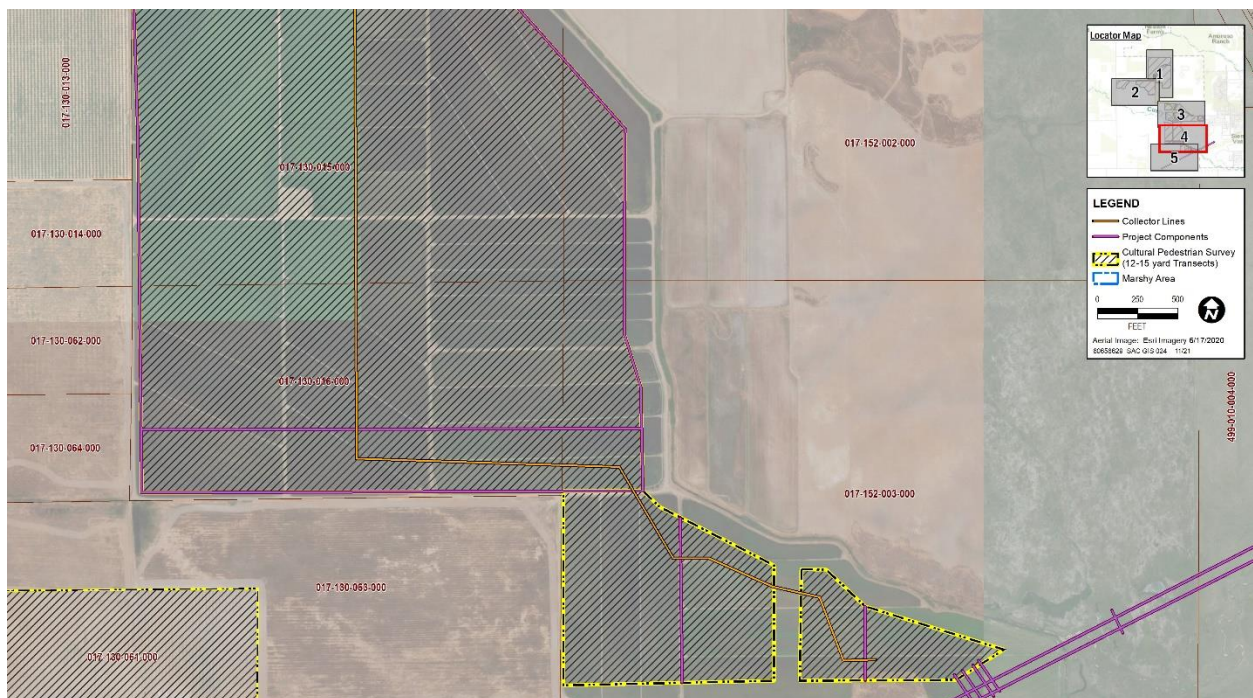 017-130-013-000
017-130-015-000
017-152-002-000
017-130-014-000
017-130-062-000
017-130-016-000
017-130-064-000
017-152-003-000
499-010-004-000
017-130-063-000
017-130-061-000
Locator Map
1
2
3
4
5
LEGEND
Collector Lines
Project Components
Cultural Pedestrian Survey
(12-15 yard Transects)
Marshy Area
0 250 500
FEET
N
Aerial Image: Esri Imagery 6/17/2020
60658629 SAC GIS 024 11/21